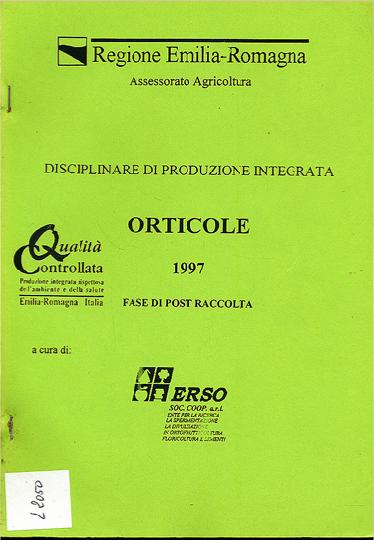 Regione Emilia-Romagna
Assessorato Agricoltura
DISCIPLINARE DI PRODUZIONE INTEGRATA
ORTICOLE
Qualità
Controllata
Produzione integrata rispettosa
dell'ambiente e della salute
Emilia-Romagna Italia
1997
FASE DI POST RACCOLTA
a cura di:
ERSO
SOC. COOP. a.r.l.
ENTE PER LA RICERCA
LA SPERIMENTAZIONE
LA DIVULGAZIONE
IN ORTOFRUTTICOLTURA
FLORICOLTURA E SEMENTI